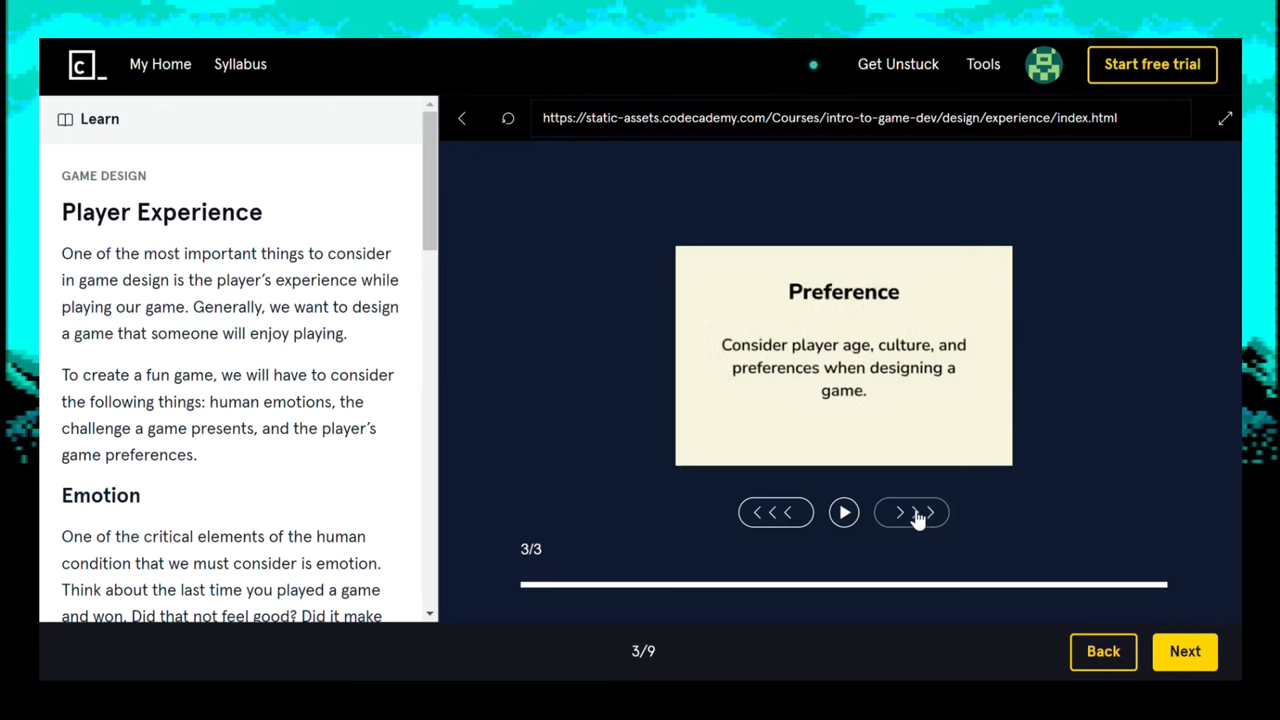 My Home
Syllabus
Get Unstuck
Tools
Start free trial
Learn
https://static-assets.codecademy.com/Courses/intro-to-game-dev/design/experience/index.html
GAME DESIGN
Player Experience
One of the most important things to consider
in game design is the player’s experience while
playing our game. Generally, we want to design
a game that someone will enjoy playing.
To create a fun game, we will have to consider
the following things: human emotions, the
challenge a game presents, and the player’s
game preferences.
Emotion
One of the critical elements of the human
condition that we must consider is emotion.
Think about the last time you played a game
and won. Did that not feel good? Did it make
Preference
Consider player age, culture, and
preferences when designing a
game.
3/3
3/9
Back
Next